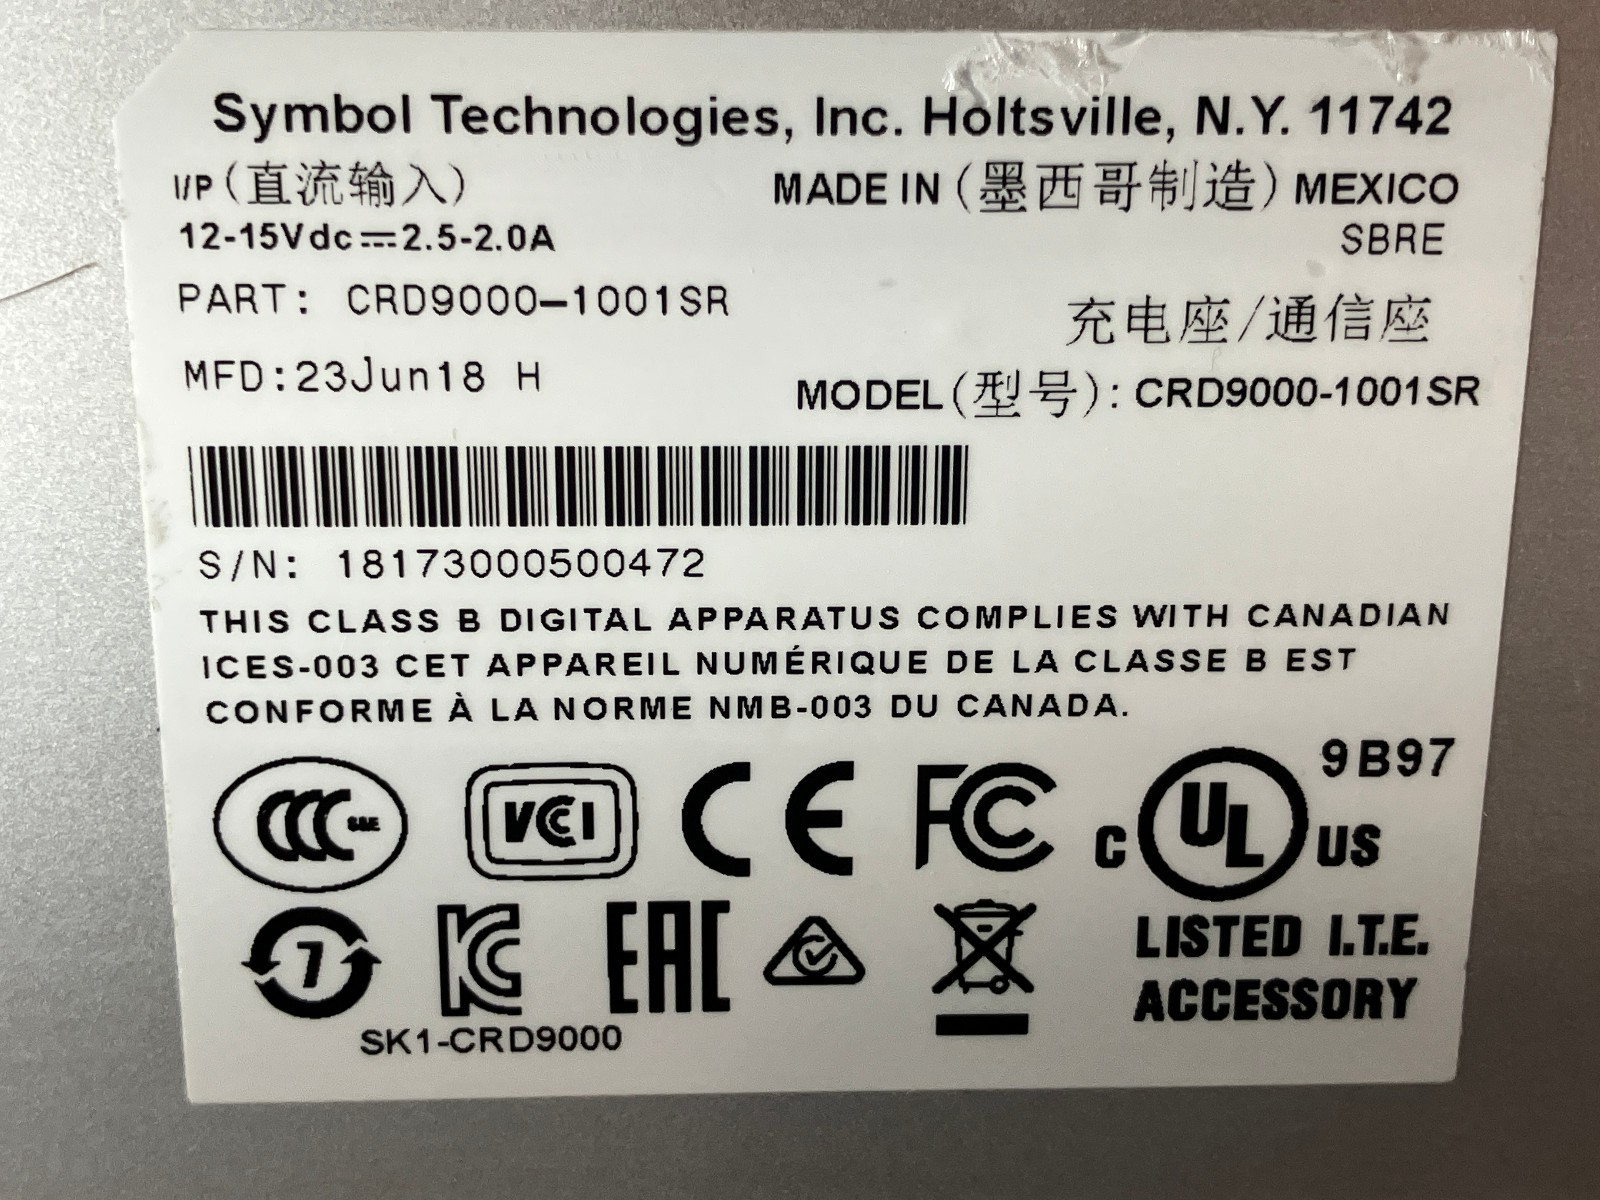 Symbol Technologies, Inc. Holtsville, N.Y. 11742
I/P(直流输入) MADE IN (墨西哥制造) MEXICO
12-15Vdc⎓2.5-2.0A SBRE
PART: CRD9000-1001SR
充电座/通信座
MFD:23Jun18 H
MODEL(型号): CRD9000-1001SR
S/N: 18173000500472
THIS CLASS B DIGITAL APPARATUS COMPLIES WITH CANADIAN
ICES-003 CET APPAREIL NUMÉRIQUE DE LA CLASSE B EST
CONFORME À LA NORME NMB-003 DU CANADA.
CCC S&E VCCI CE FC C UL US 9B97
7 KC EAC LISTED I.T.E.
ACCESSORY
SK1-CRD9000